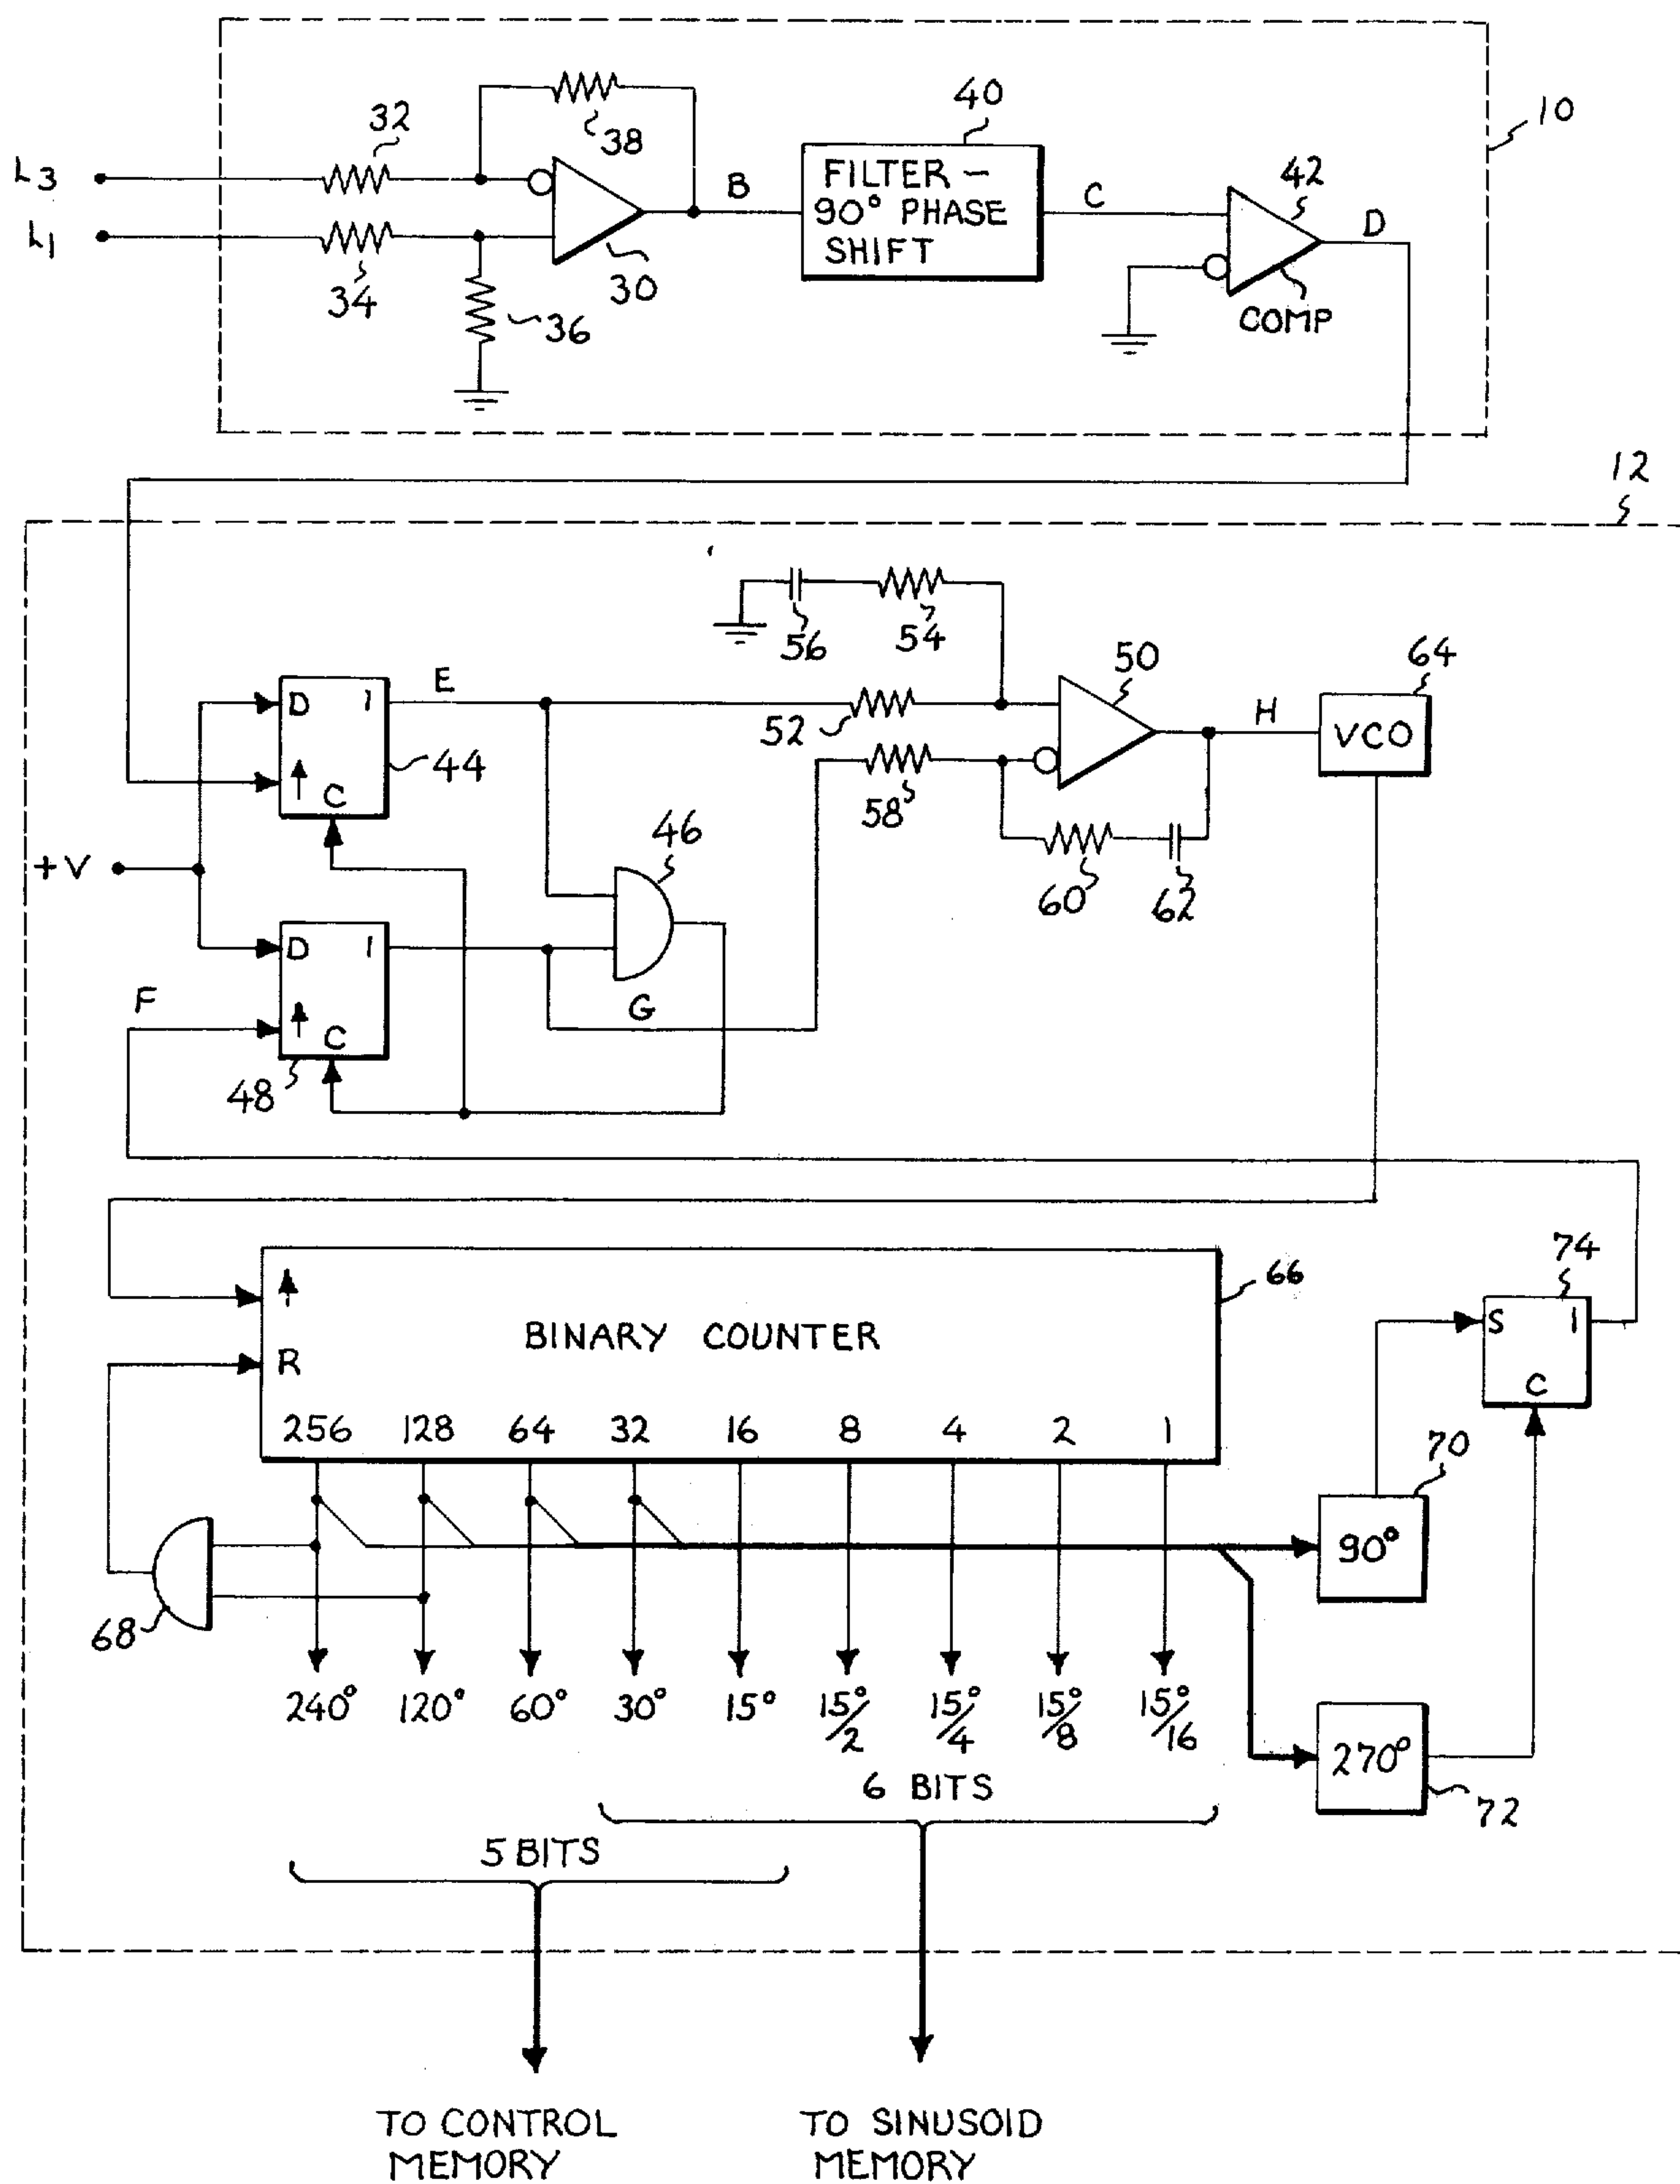 10
40
32
38
L3
FILTER –
90° PHASE
SHIFT
B
C
42
D
L1
34
30
36
COMP
12
56
54
50
64
D
1
E
52
H
VCO
44
C
58
46
+V
60
62
D
1
F
G
C
48
74
66
S
1
BINARY COUNTER
R
C
256
128
64
32
16
8
4
2
1
70
90°
68
240°
120°
60°
30°
15°
15°/2
15°/4
15°/8
15°/16
270°
72
6 BITS
5 BITS
TO CONTROL
MEMORY
TO SINUSOID
MEMORY